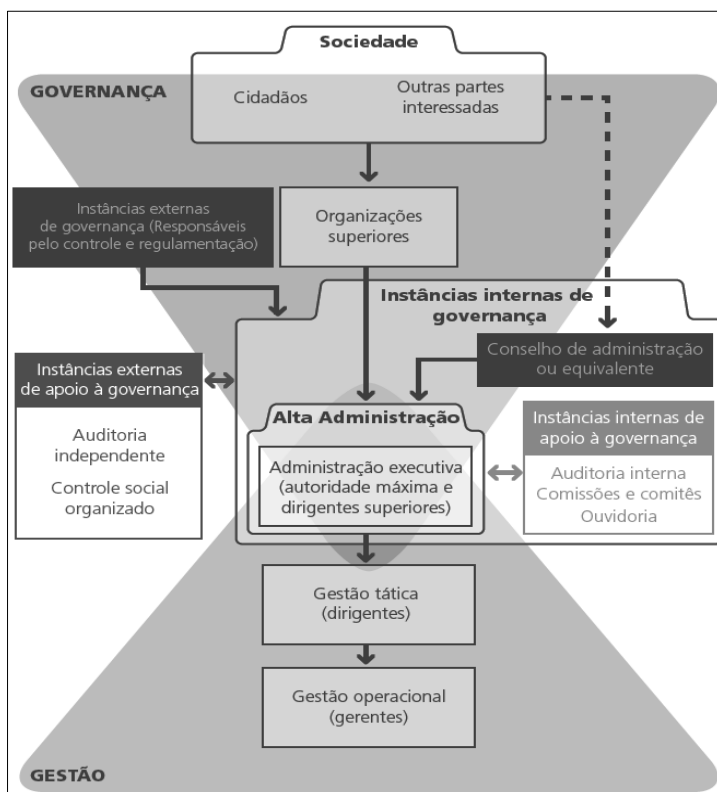 Sociedade
GOVERNANÇA
Cidadãos
Outras partes
interessadas
Instâncias externas
de governança (Responsáveis
pelo controle e regulamentação)
Organizações
superiores
Instâncias internas de
governança
Conselho de administração
ou equivalente
Instâncias externas
de apoio à governança
Auditoria
independente
Controle social
organizado
Alta Administração
Administração executiva
(autoridade máxima e
dirigentes superiores)
Instâncias internas de
apoio à governança
Auditoria interna
Comissões e comitês
Ouvidoria
Gestão tática
(dirigentes)
Gestão operacional
(gerentes)
GESTÃO